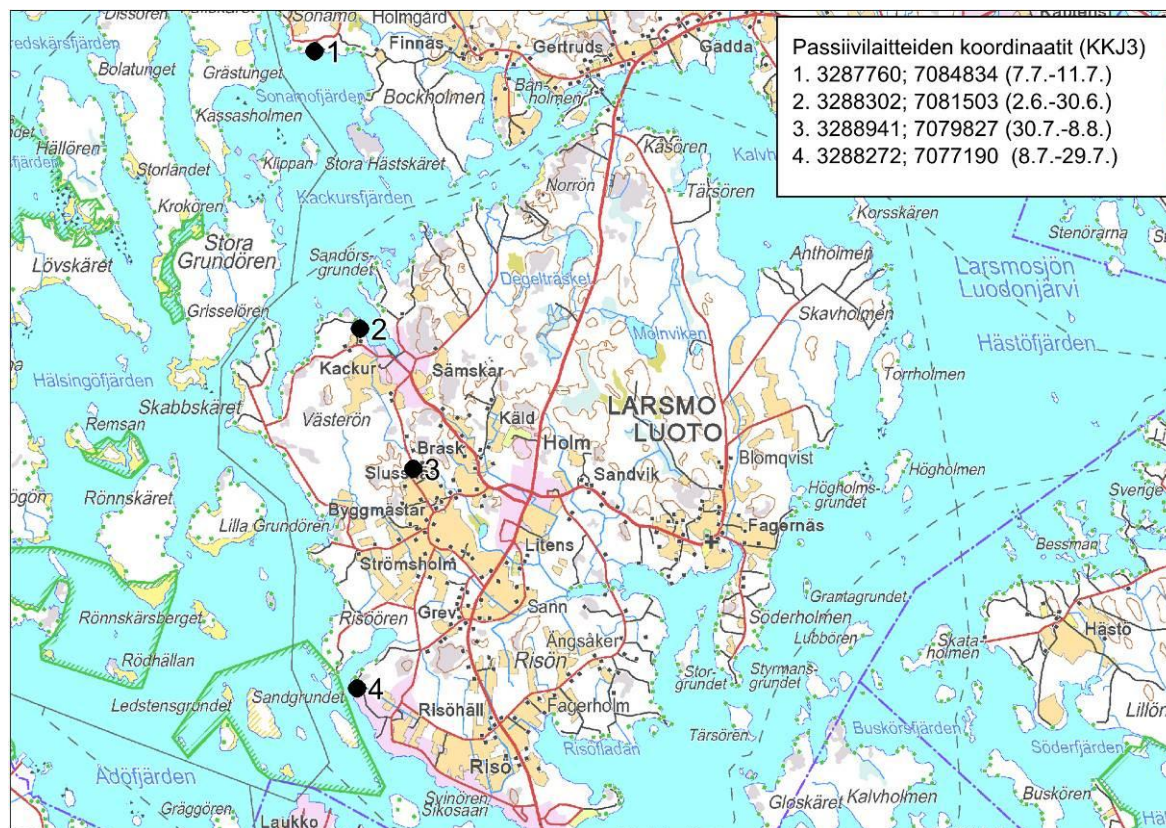 Dissören
Sonamo
Holmgård
Finnäs
Gertruds
Gädda
Bolatunget
Grästunget
1
Sonamofjärden
Bockholmen
Kassasholmen
Hällören
Storlandet
Klippan
Stora Hästskäret
Käsören
Tärsören
Norrön
Kackursfjärden
Krokören
Stora
Grundören
Lövskäret
Sandörs-
grundet
Degelträsket
Grisselören
Korsskären
Stenörarna
Antholmen
Larsmosjön
Luodonjärvi
Skavholmen
Molnviken
Hästöfjärden
2
Kackur
Sämskar
Hälsingöfjärden
Torrholmen
Skabbskäret
Västerön
Käld
LARSMO
LUOTO
Remsan
Brask
Holm
3
Sandvik
Blomqvist
Högholmen
Rönnskäret
Högholms-
grundet
Byggmästar
Lilla Grundören
Fagernäs
Litens
Bessman
Strömsholm
Grantagrundet
Rönnskärsberget
Risöören
Grev
Sann
Söderholmen
Lubbören
Hästö
Skata-
holmen
Ängsäker
Rödhällan
Risön
Stor-
grundet
Stymans-
grundet
4
Ledstensgrundet
Sandgrundet
Risöhäll
Fagerholm
Tärsören
Buskörsfjärden
Risöfladan
Söderfjärden
Ådöfjärden
Risö
Svinören
Sikosaari
Gloskäret
Kalvholmen
Buskören
Gräggören
Laukko
Passiivilaitteiden koordinaatit (KKJ3)
1. 3287760; 7084834 (7.7.-11.7.)
2. 3288302; 7081503 (2.6.-30.6.)
3. 3288941; 7079827 (30.7.-8.8.)
4. 3288272; 7077190 (8.7.-29.7.)